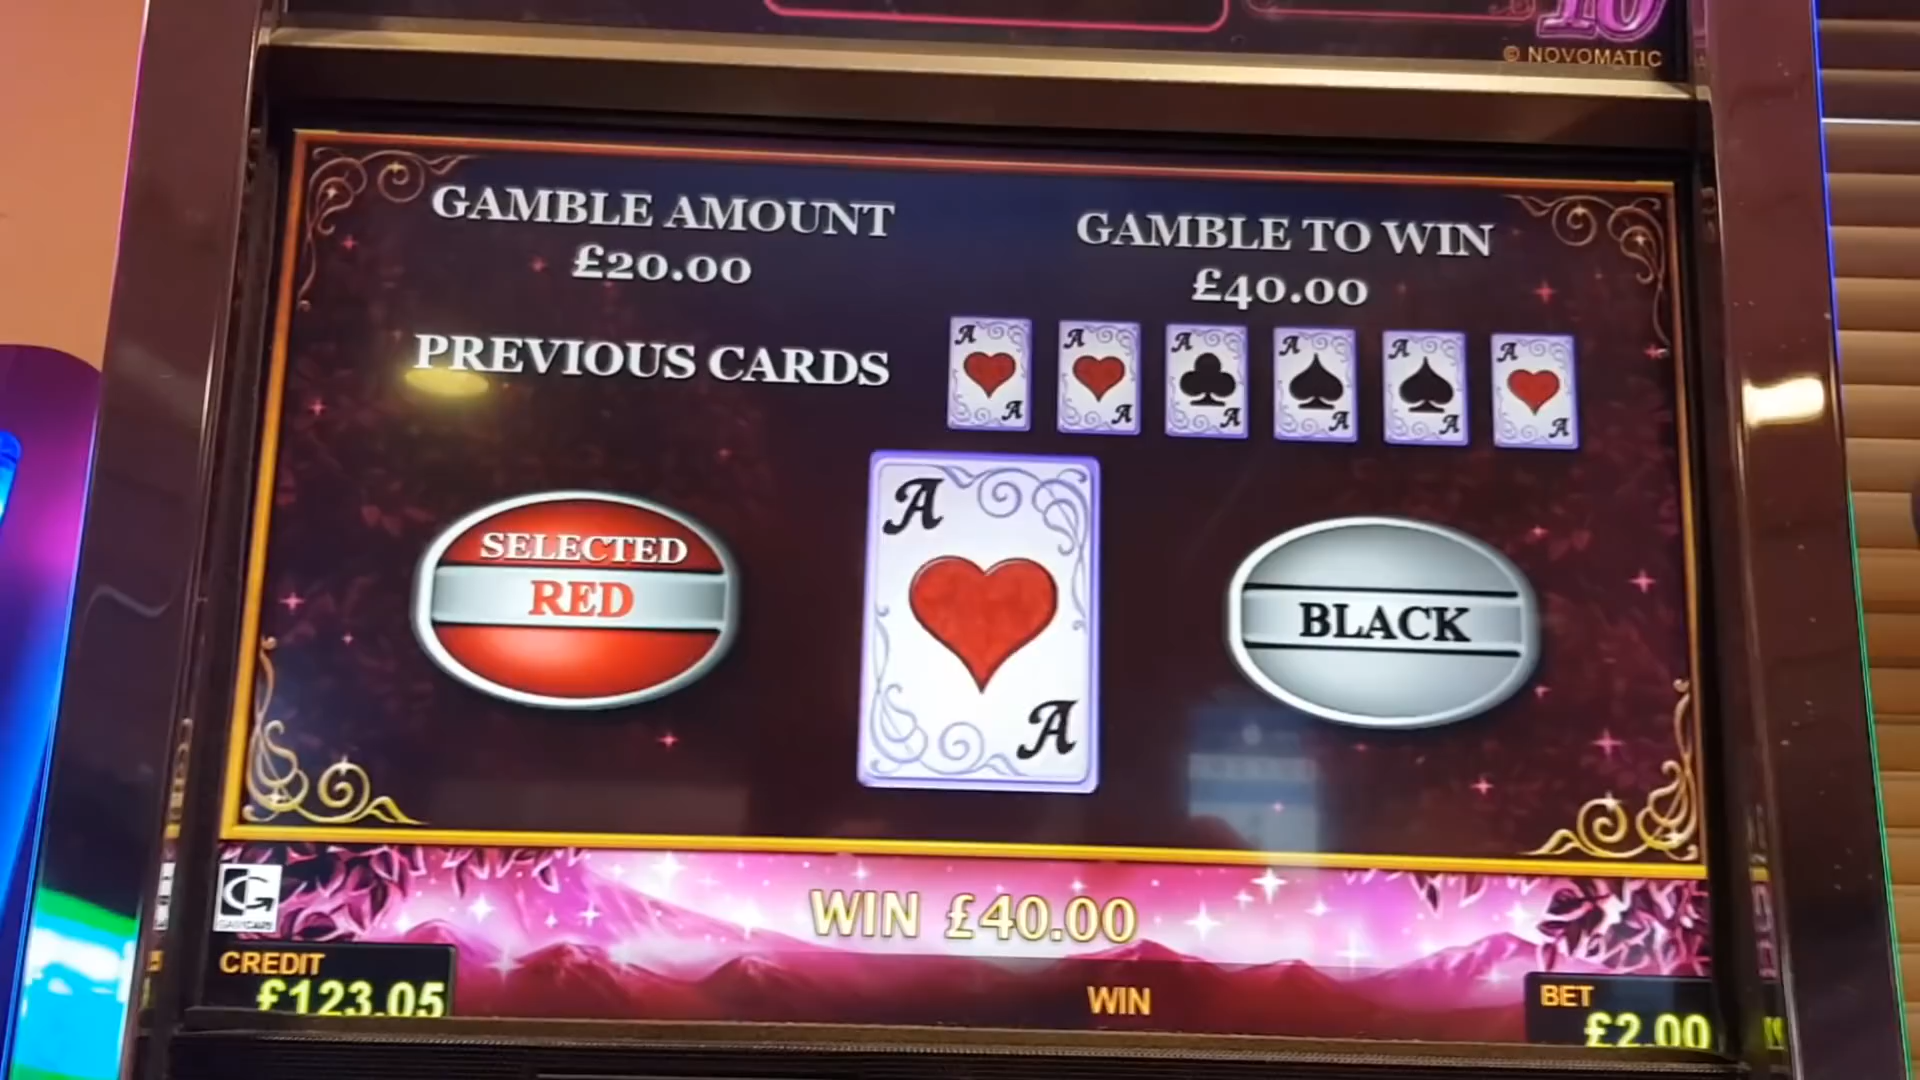 10
© NOVOMATIC
GAMBLE AMOUNT
£20.00
GAMBLE TO WIN
£40.00
PREVIOUS CARDS
A A
A A
A A
A A
A A
A A
SELECTED
RED
A
A
BLACK
WIN £40.00
CREDIT
£123.05
WIN
BET
£2.00